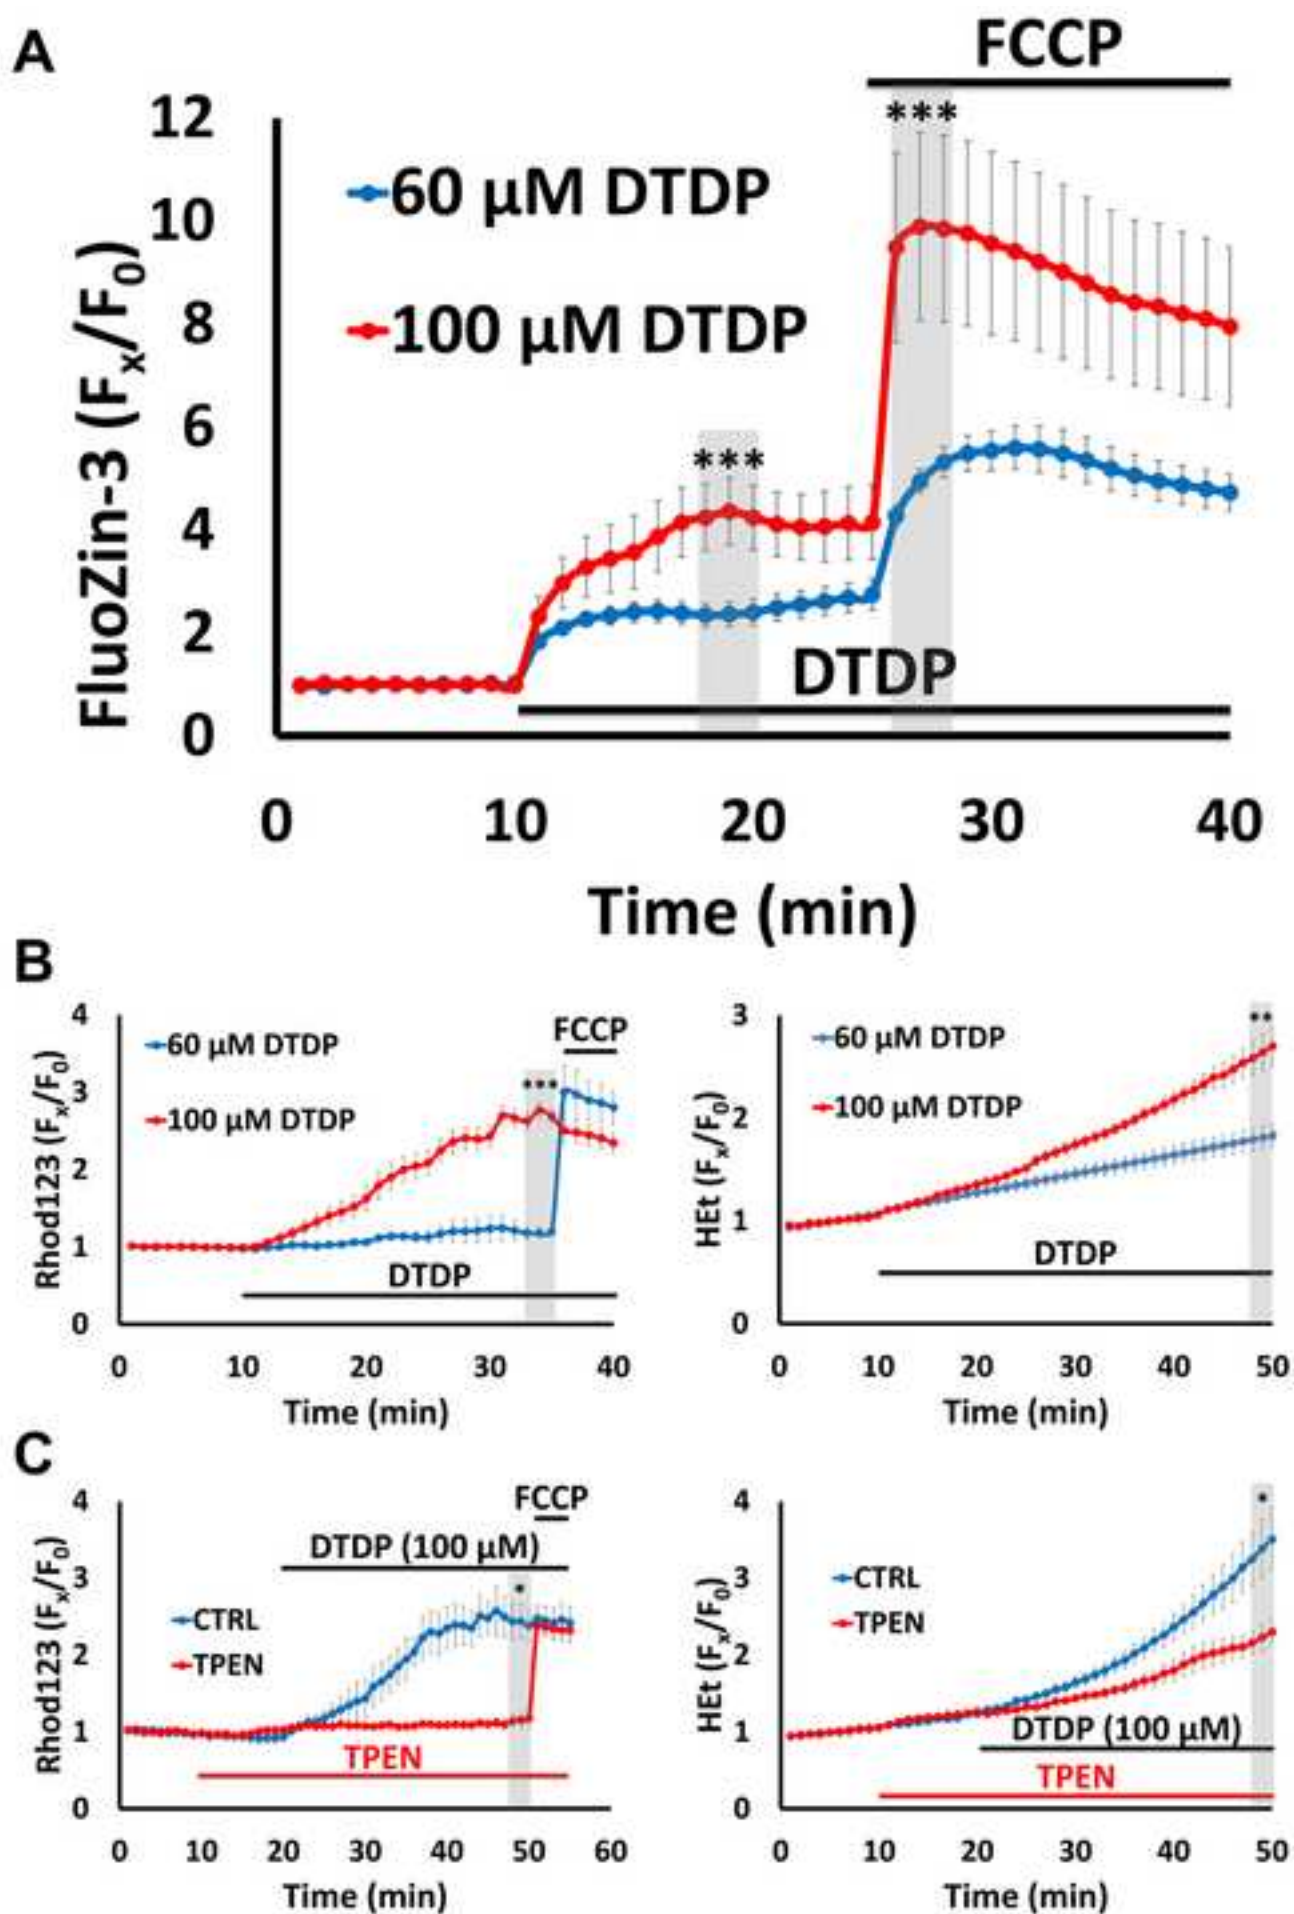 A
FCCP
***
12
10
8
6
4
2
0
FluoZin-3 (Fx/F0)
60 µM DTDP
100 µM DTDP
***
DTDP
0 10 20 30 40
Time (min)
B
4
3
2
1
0
Rhod123 (Fx/F0)
60 µM DTDP
100 µM DTDP
FCCP
***
DTDP
0 10 20 30 40
Time (min)
3
2
1
0
HEt (Fx/F0)
60 µM DTDP
100 µM DTDP
**
DTDP
0 10 20 30 40 50
Time (min)
C
4
3
2
1
0
Rhod123 (Fx/F0)
FCCP
DTDP (100 µM)
*
CTRL
TPEN
TPEN
0 10 20 30 40 50 60
Time (min)
4
3
2
1
0
HEt (Fx/F0)
*
CTRL
TPEN
DTDP (100 µM)
TPEN
0 10 20 30 40 50
Time (min)